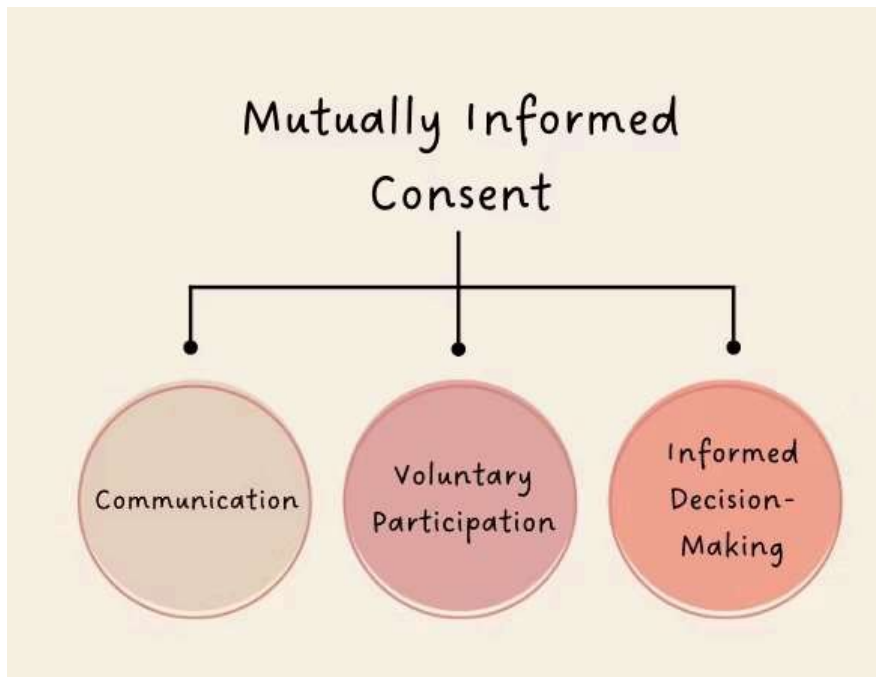 Mutually Informed
Consent
Communication
Voluntary
Participation
Informed
Decision-
Making